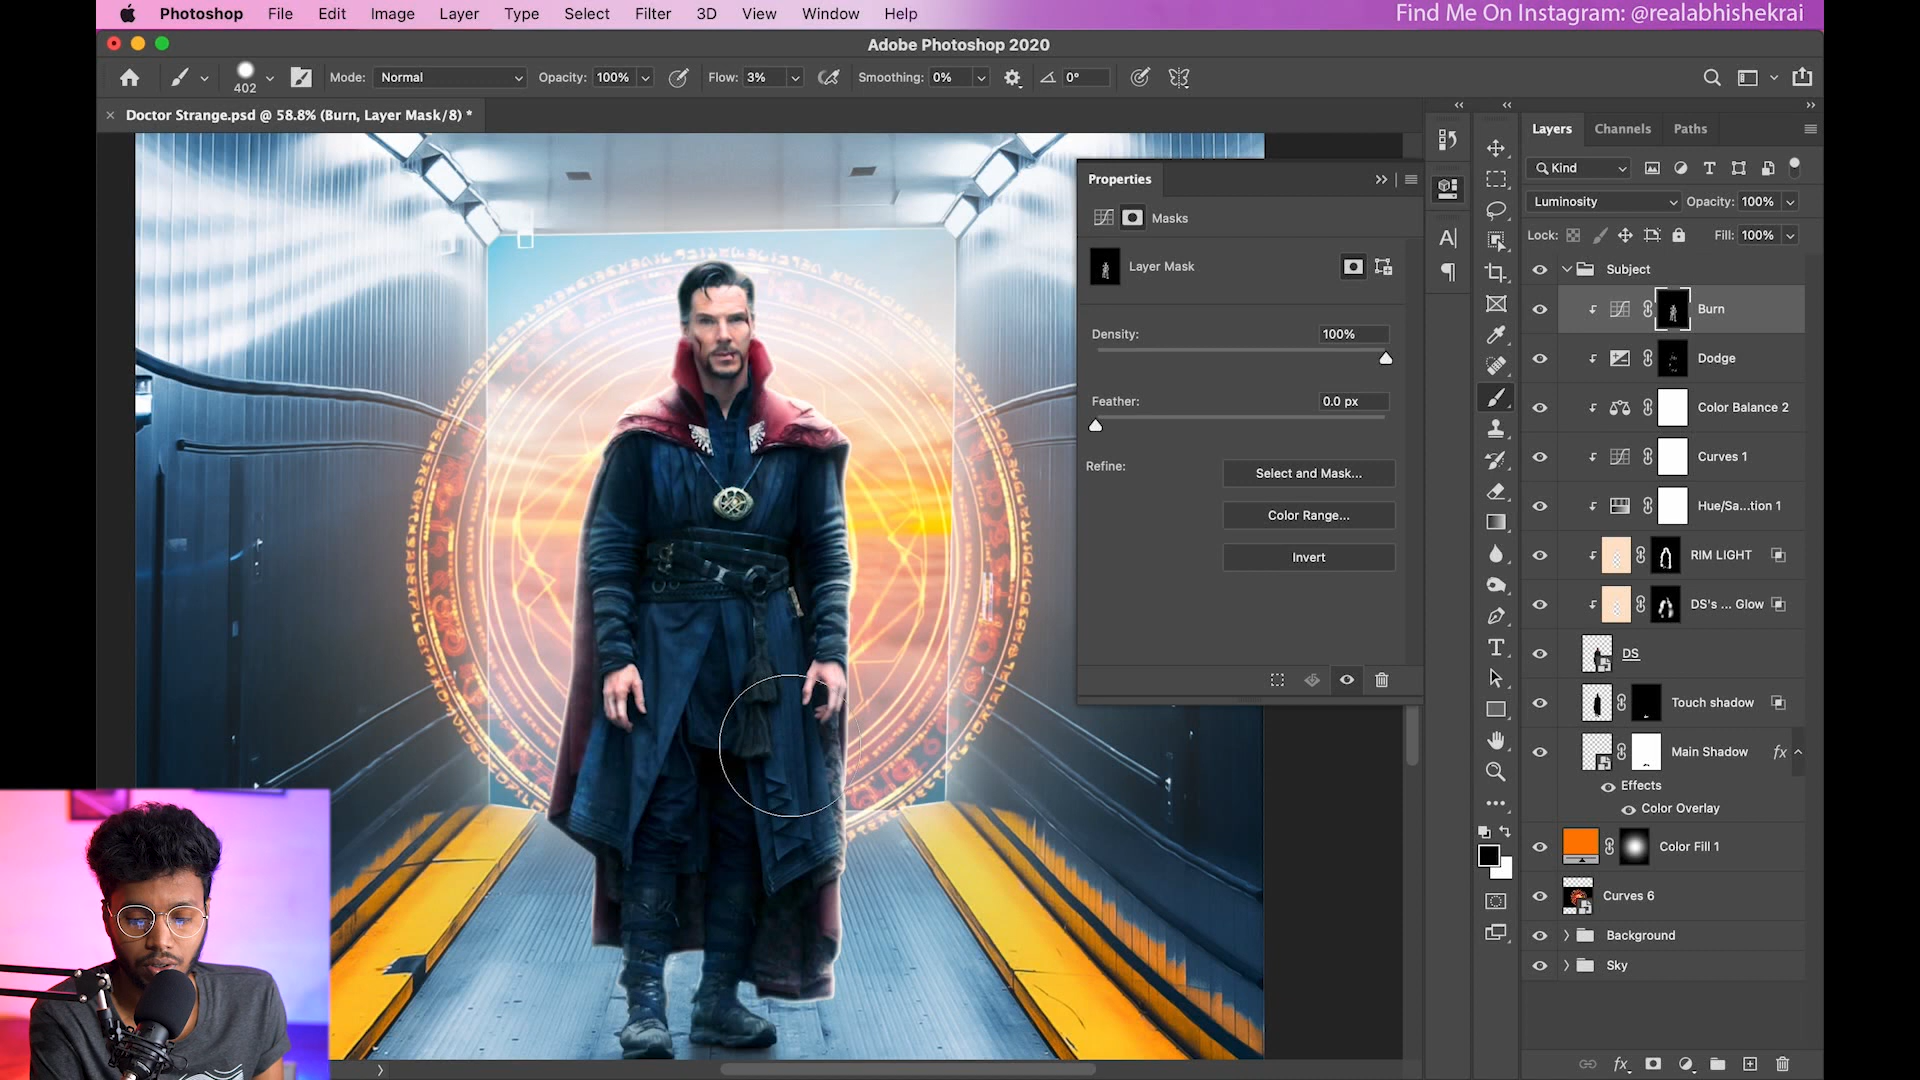 Photoshop File Edit Image Layer Type Select Filter 3D View Window Help
Find Me On Instagram: @realabhishekrai
Adobe Photoshop 2020
402
Mode: Normal Opacity: 100% Flow: 3% Smoothing: 0% 0°
Doctor Strange.psd @ 58.8% (Burn, Layer Mask/8) *
Properties
Masks
Layer Mask
Density: 100%
Feather: 0.0 px
Refine:
Select and Mask...
Color Range...
Invert
Layers Channels Paths
Kind
Luminosity Opacity: 100%
Lock: Fill: 100%
Subject
Burn
Dodge
Color Balance 2
Curves 1
Hue/Sa...tion 1
RIM LIGHT
DS's ... Glow
DS
Touch shadow
Main Shadow fx
Effects
Color Overlay
Color Fill 1
Curves 6
Background
Sky
fx